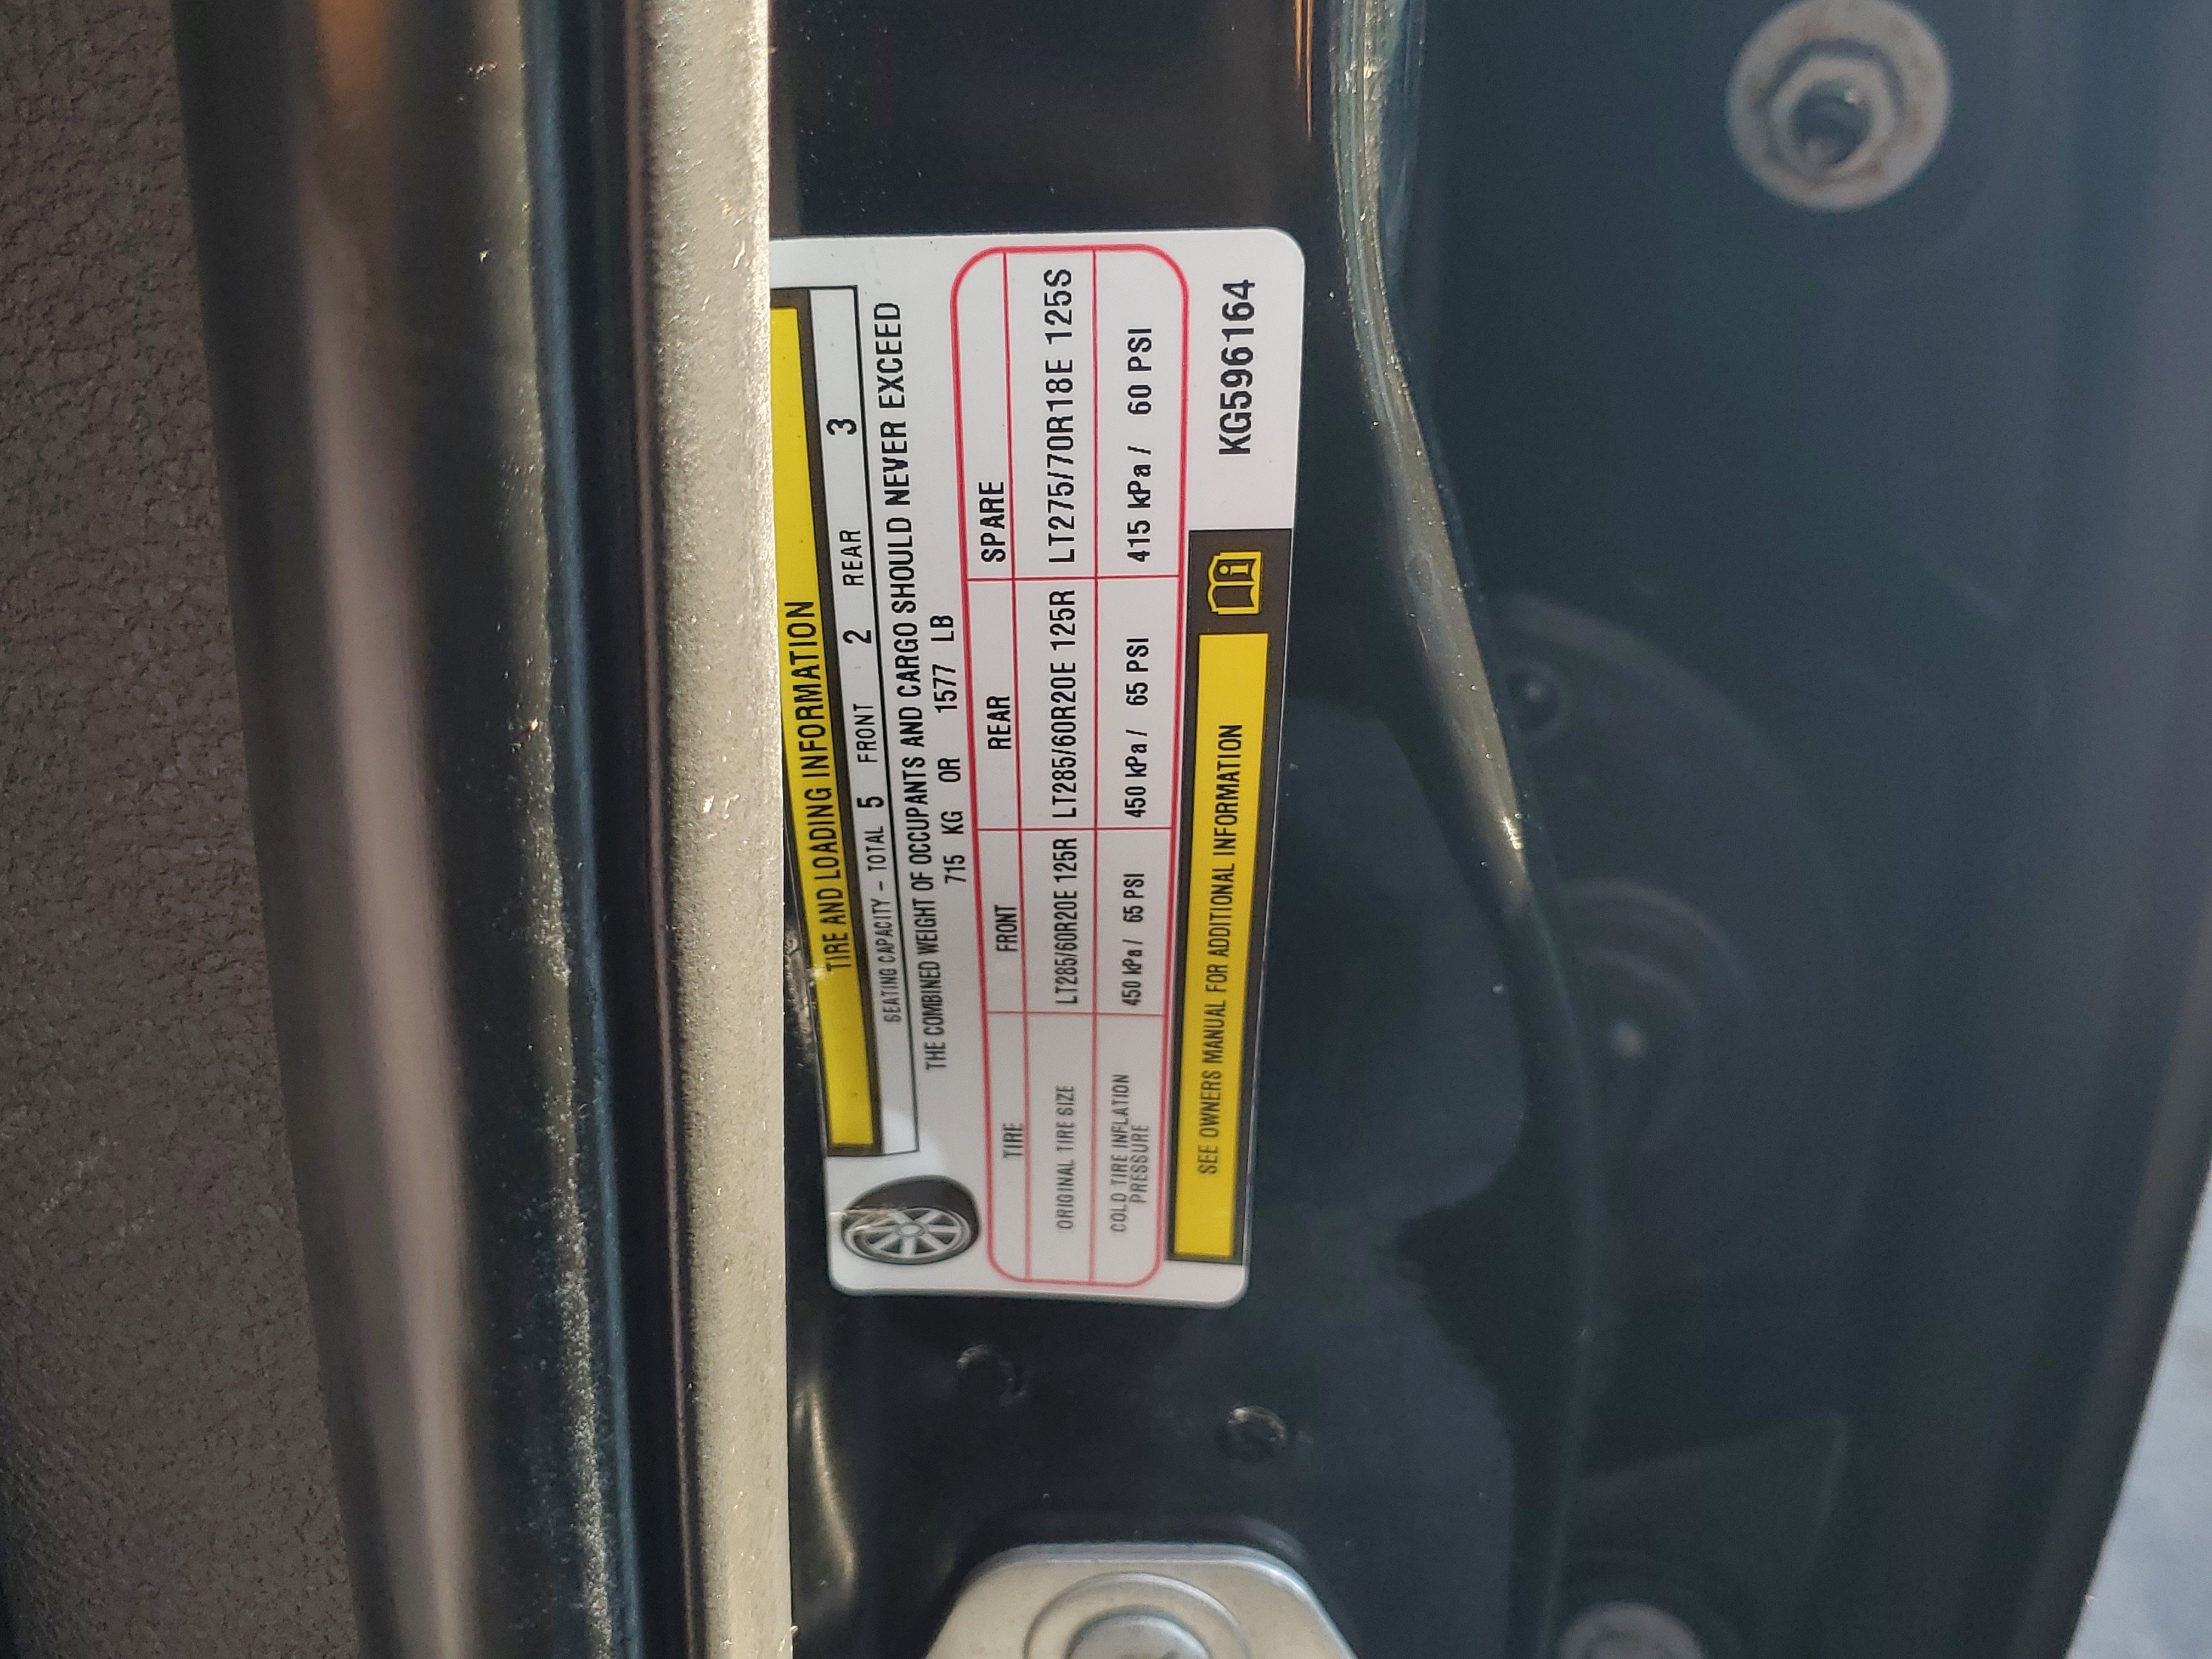 TIRE AND LOADING INFORMATION
SEATING CAPACITY – TOTAL 5 FRONT 2 REAR 3
THE COMBINED WEIGHT OF OCCUPANTS AND CARGO SHOULD NEVER EXCEED
715 KG OR 1577 LB
TIRE FRONT REAR SPARE
ORIGINAL TIRE SIZE LT285/60R20E 125R LT285/60R20E 125R LT275/70R18E 125S
COLD TIRE INFLATION
PRESSURE 450 kPa / 65 PSI 450 kPa / 65 PSI 415 kPa / 60 PSI
SEE OWNERS MANUAL FOR ADDITIONAL INFORMATION i KG596164